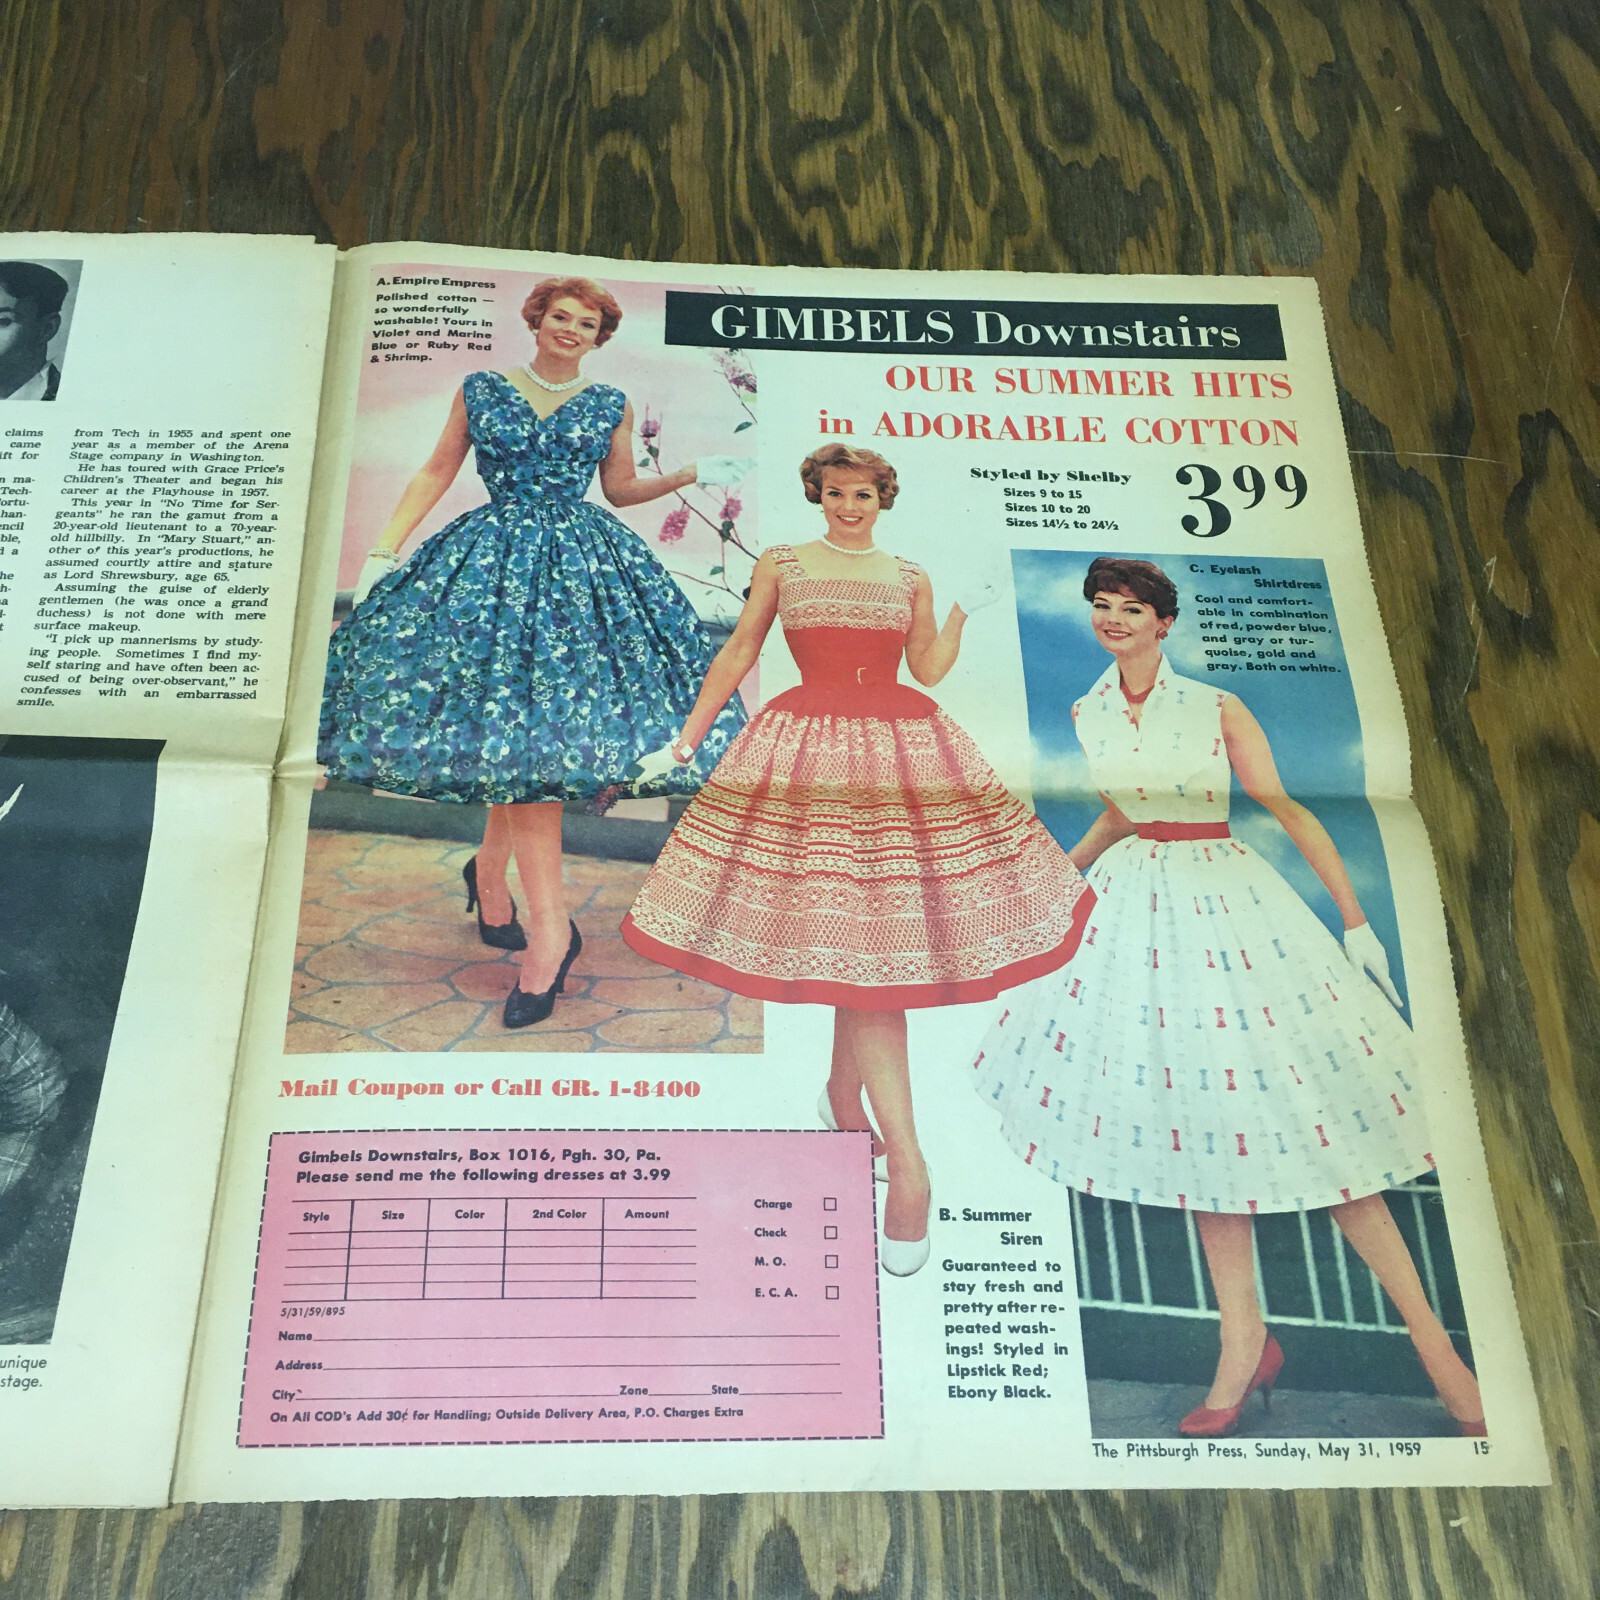 claims
came
ift for
n ma-
Tech-
ortu-
han-
encil
ble,
d a
he
h-
a
l-
t
from Tech in 1955 and spent one
year as a member of the Arena
Stage company in Washington.
He has toured with Grace Price's
Children's Theater and began his
career at the Playhouse in 1957.
This year in "No Time for Ser-
geants" he ran the gamut from a
20-year-old lieutenant to a 70-year-
old hillbilly. In "Mary Stuart," an-
other of this year's productions, he
assumed courtly attire and stature
as Lord Shrewsbury, age 65.
Assuming the guise of elderly
gentlemen (he was once a grand
duchess) is not done with mere
surface makeup.
"I pick up mannerisms by study-
ing people. Sometimes I find my-
self staring and have often been ac-
cused of being over-observant," he
confesses with an embarrassed
smile.
unique
stage.
A. Empire Empress
Polished cotton —
so wonderfully
washable! Yours in
Violet and Marine
Blue or Ruby Red
& Shrimp.
GIMBELS Downstairs
OUR SUMMER HITS
in ADORABLE COTTON
Styled by Shelby
Sizes 9 to 15
Sizes 10 to 20
Sizes 14½ to 24½
399
C. Eyelash
Shirtdress
Cool and comfort-
able in combination
of red, powder blue,
and gray or tur-
quoise, gold and
gray. Both on white.
Mail Coupon or Call GR. 1-8400
Gimbels Downstairs, Box 1016, Pgh. 30, Pa.
Please send me the following dresses at 3.99
Style Size Color 2nd Color Amount
Charge
Check
M. O.
E. C. A.
5/31/59/895
Name
Address
City Zone State
On All COD's Add 30¢ for Handling; Outside Delivery Area, P.O. Charges Extra
B. Summer
Siren
Guaranteed to
stay fresh and
pretty after re-
peated wash-
ings! Styled in
Lipstick Red;
Ebony Black.
The Pittsburgh Press, Sunday, May 31, 1959 15